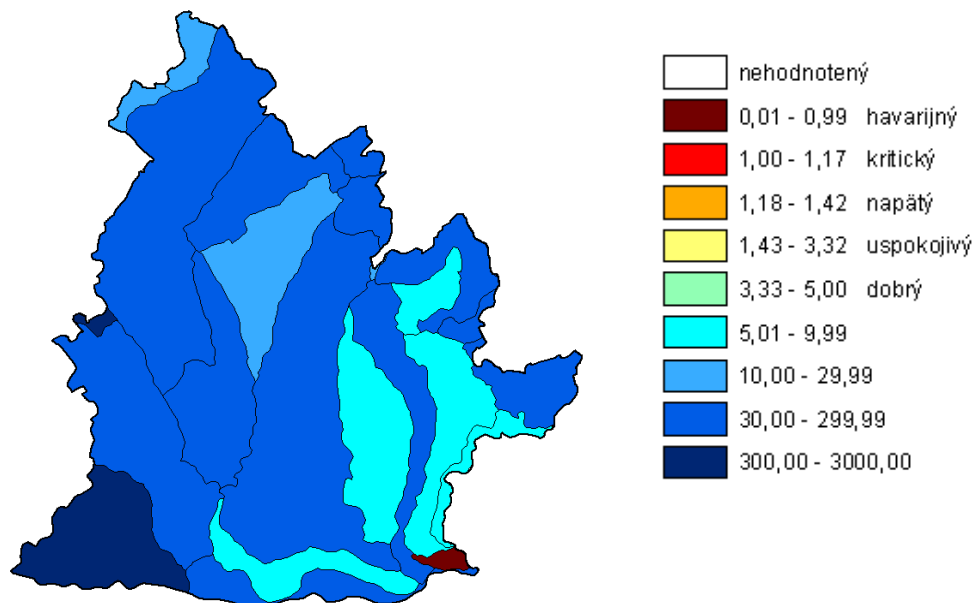 nehodnotený
0,01 - 0,99 havarijný
1,00 - 1,17 kritický
1,18 - 1,42 napätý
1,43 - 3,32 uspokojivý
3,33 - 5,00 dobrý
5,01 - 9,99
10,00 - 29,99
30,00 - 299,99
300,00 - 3000,00